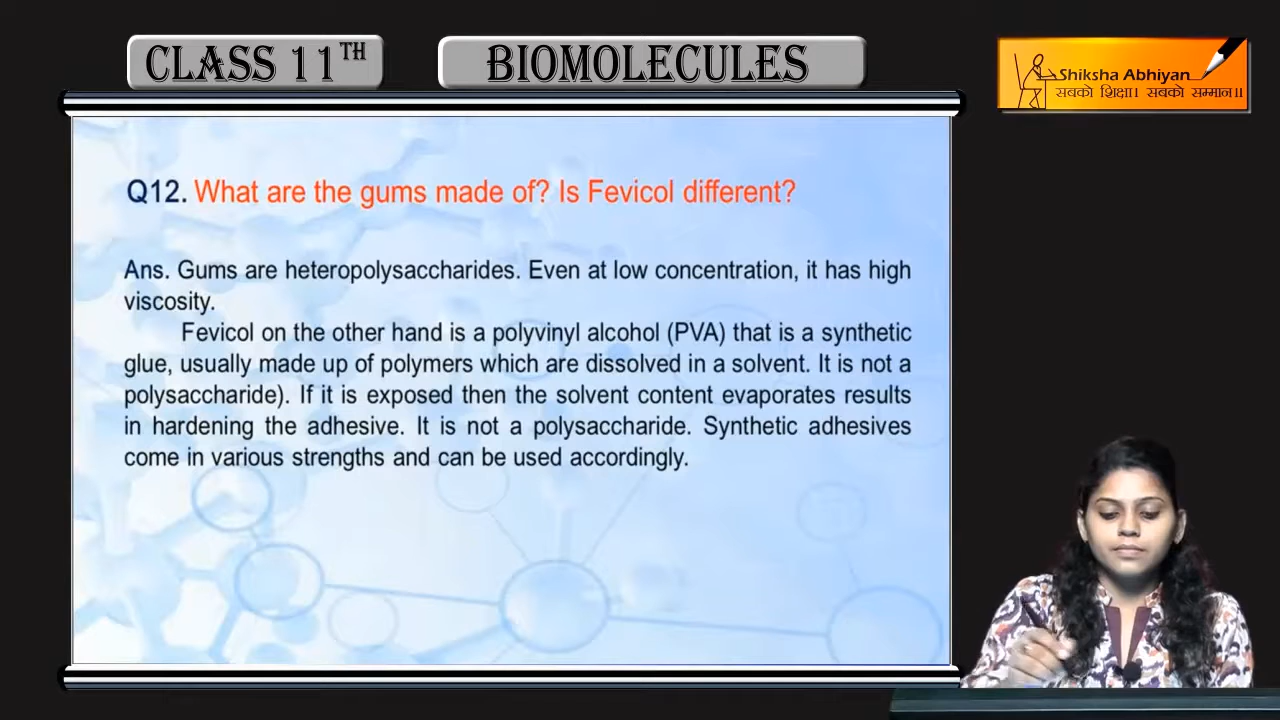 CLASS 11TH
BIOMOLECULES
Shiksha Abhiyan
सबको शिक्षा। सबको सम्मान।।
Q12. What are the gums made of? Is Fevicol different?
Ans. Gums are heteropolysaccharides. Even at low concentration, it has high
viscosity.
Fevicol on the other hand is a polyvinyl alcohol (PVA) that is a synthetic
glue, usually made up of polymers which are dissolved in a solvent. It is not a
polysaccharide). If it is exposed then the solvent content evaporates results
in hardening the adhesive. It is not a polysaccharide. Synthetic adhesives
come in various strengths and can be used accordingly.